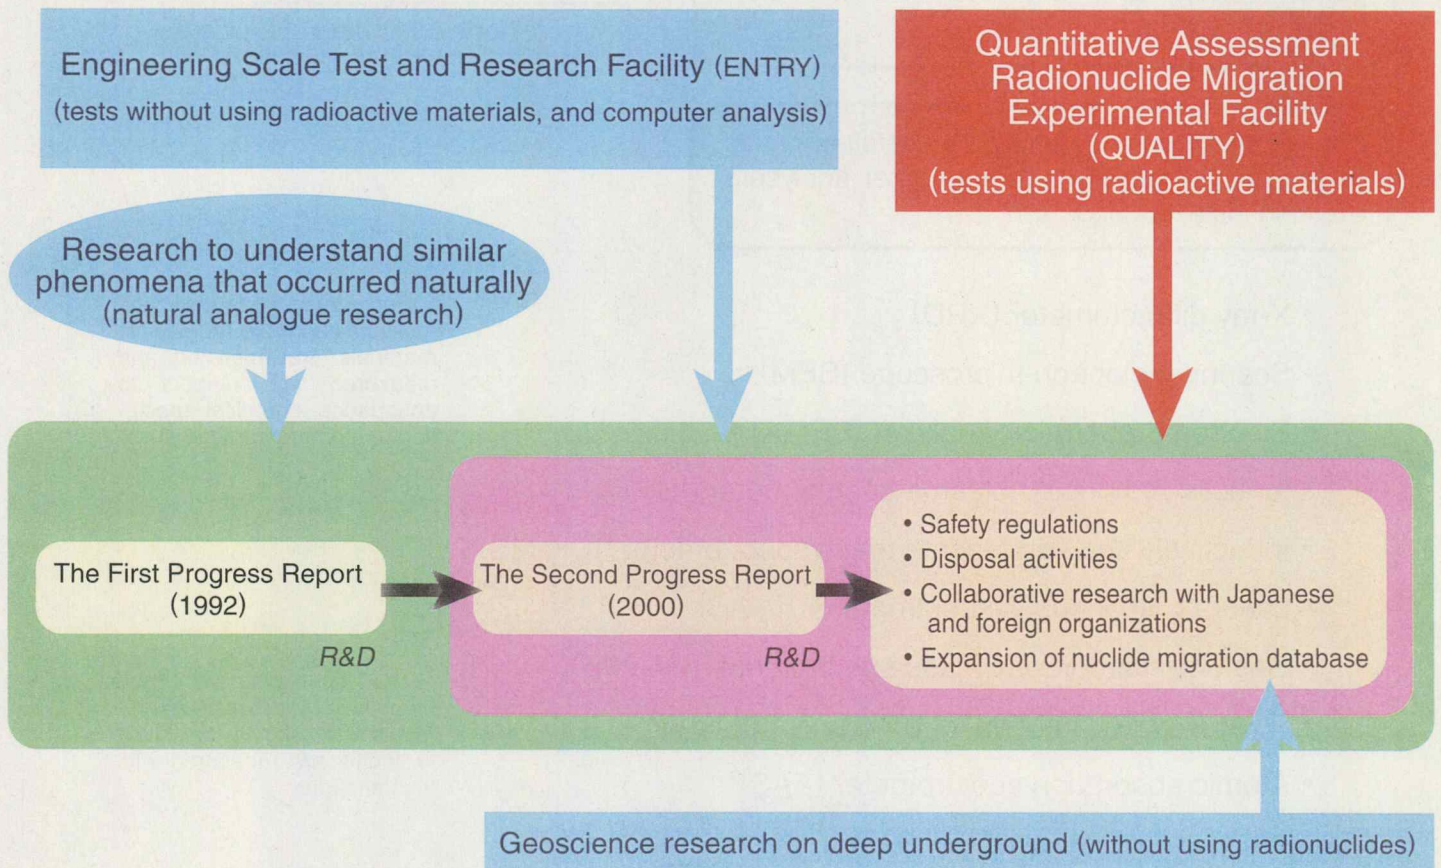 Engineering Scale Test and Research Facility (ENTRY)
(tests without using radioactive materials, and computer analysis)
Quantitative Assessment
Radionuclide Migration
Experimental Facility
(QUALITY)
(tests using radioactive materials)
Research to understand similar
phenomena that occurred naturally
(natural analogue research)
The First Progress Report
(1992)
R&D
The Second Progress Report
(2000)
R&D
• Safety regulations
• Disposal activities
• Collaborative research with Japanese
and foreign organizations
• Expansion of nuclide migration database
Geoscience research on deep underground (without using radionuclides)